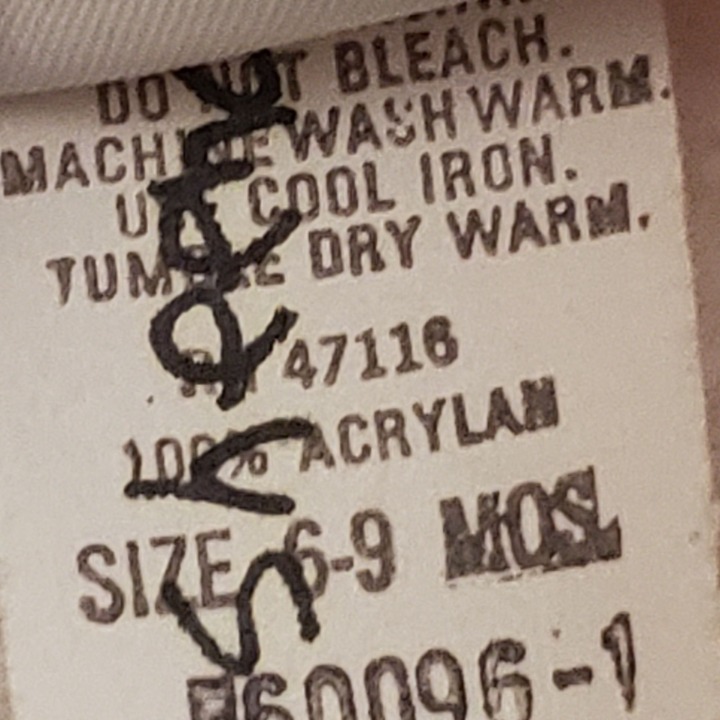 DO NOT BLEACH.
MACHINE WASH WARM.
USE COOL IRON.
TUMBLE DRY WARM.
RN 47116
100% ACRYLAN
SIZE 6-9 MOS.
60096-1